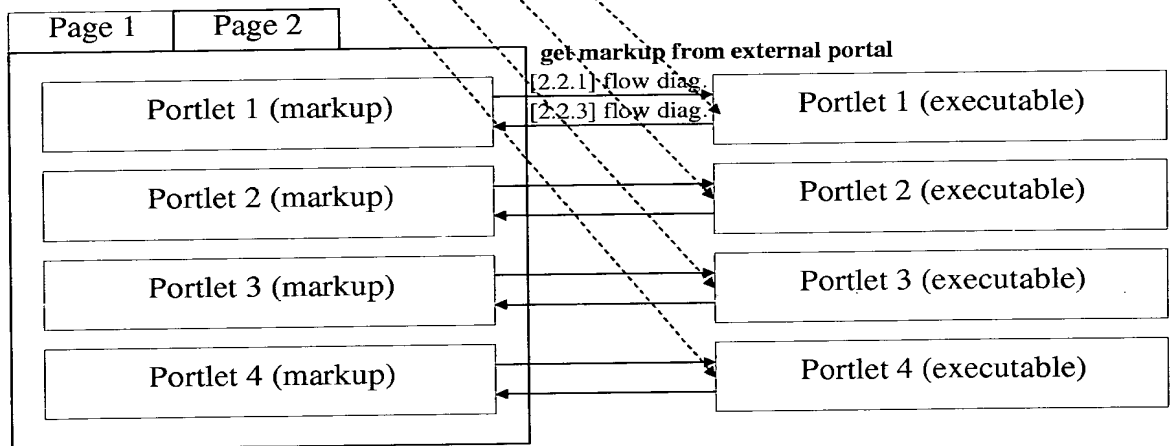 Page 1
Page 2
get markup from external portal
[2.2.1] flow diag.
[2.2.3] flow diag.
Portlet 1 (markup)
Portlet 1 (executable)
Portlet 2 (markup)
Portlet 2 (executable)
Portlet 3 (markup)
Portlet 3 (executable)
Portlet 4 (markup)
Portlet 4 (executable)